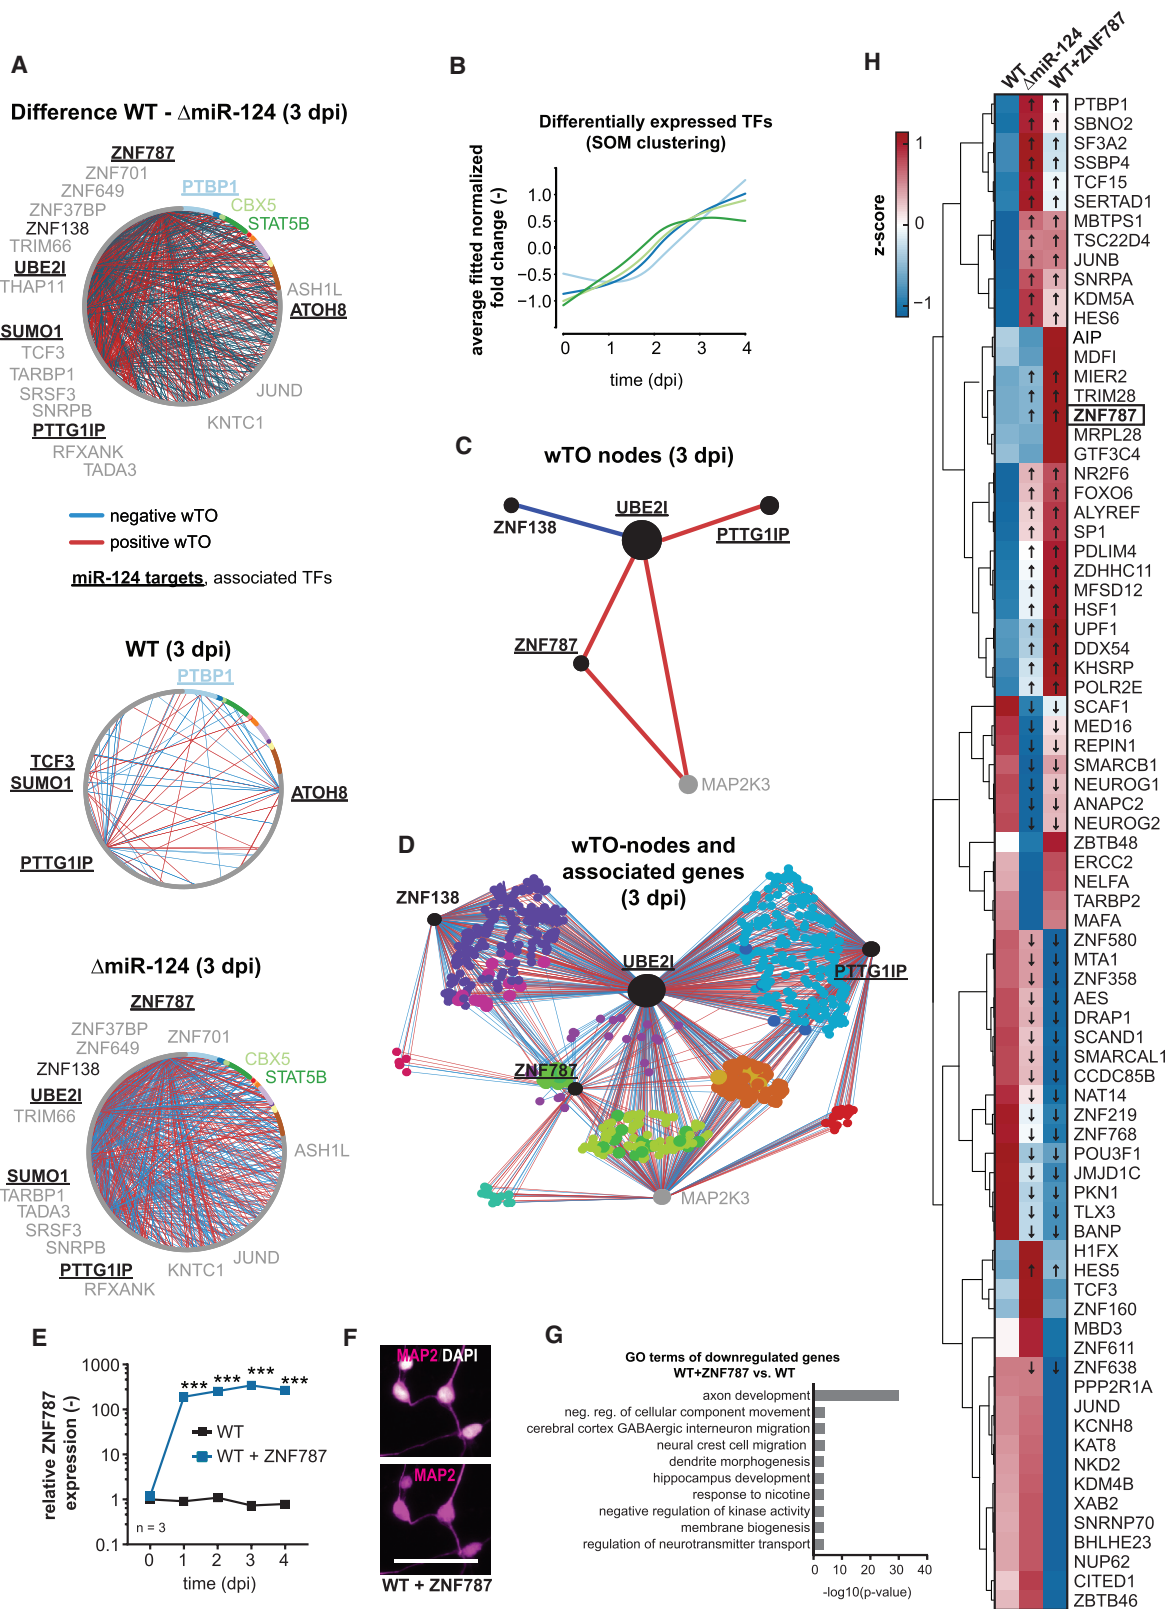 A
Difference WT - ΔmiR-124 (3 dpi)
ZNF787
ZNF701
ZNF649
ZNF37BP
ZNF138
TRIM66
UBE2I
THAP11
SUMO1
TCF3
TARBP1
SRSF3
SNRPB
PTTG1IP
RFXANK
TADA3
PTBP1
CBX5
STAT5B
ASH1L
ATOH8
JUND
KNTC1
negative wTO
positive wTO
miR-124 targets, associated TFs
WT (3 dpi)
PTBP1
TCF3
SUMO1
ATOH8
PTTG1IP
ΔmiR-124 (3 dpi)
ZNF787
ZNF37BP
ZNF701
ZNF649
ZNF138
CBX5
STAT5B
UBE2I
TRIM66
ASH1L
SUMO1
TARBP1
TADA3
SRSF3
SNRPB
PTTG1IP
RFXANK
KNTC1
JUND
B
Differentially expressed TFs
(SOM clustering)
average fitted normalized
fold change (-)
1.0
0.5
0.0
−0.5
−1.0
0 1 2 3 4
time (dpi)
C
wTO nodes (3 dpi)
ZNF138
UBE2I
PTTG1IP
ZNF787
MAP2K3
D
wTO-nodes and
associated genes
(3 dpi)
ZNF138
UBE2I
PTTG1IP
ZNF787
MAP2K3
E
relative ZNF787
expression (-)
1000
100
10
1
0.1
*** *** *** ***
WT
WT + ZNF787
n = 3
0 1 2 3 4
time (dpi)
F
MAP2 DAPI
MAP2
WT + ZNF787
G
GO terms of downregulated genes
WT+ZNF787 vs. WT
axon development
neg. reg. of cellular component movement
cerebral cortex GABAergic interneuron migration
neural crest cell migration
dendrite morphogenesis
hippocampus development
response to nicotine
negative regulation of kinase activity
membrane biogenesis
regulation of neurotransmitter transport
0 10 20 30 40
-log10(p-value)
H
WT
ΔmiR-124
WT+ZNF787
z-score
1
0
−1
PTBP1 ↑ ↑
SBNO2 ↑ ↑
SF3A2 ↑ ↑
SSBP4 ↑ ↑
TCF15 ↑ ↑
SERTAD1 ↑ ↑
MBTPS1 ↑ ↑
TSC22D4 ↑ ↑
JUNB ↑ ↑
SNRPA ↑ ↑
KDM5A ↑ ↑
HES6 ↑ ↑
AIP
MDFI
MIER2 ↑ ↑
TRIM28 ↑ ↑
ZNF787 ↑ ↑
MRPL28
GTF3C4
NR2F6 ↑ ↑
FOXO6 ↑ ↑
ALYREF ↑ ↑
SP1 ↑ ↑
PDLIM4 ↑ ↑
ZDHHC11 ↑ ↑
MFSD12 ↑ ↑
HSF1 ↑ ↑
UPF1 ↑ ↑
DDX54 ↑ ↑
KHSRP ↑ ↑
POLR2E ↑ ↑
SCAF1 ↓ ↓
MED16 ↓ ↓
REPIN1 ↓ ↓
SMARCB1 ↓ ↓
NEUROG1 ↓ ↓
ANAPC2 ↓ ↓
NEUROG2 ↓ ↓
ZBTB48
ERCC2
NELFA
TARBP2
MAFA
ZNF580 ↓ ↓
MTA1 ↓ ↓
ZNF358 ↓ ↓
AES ↓ ↓
DRAP1 ↓ ↓
SCAND1 ↓ ↓
SMARCAL1 ↓ ↓
CCDC85B ↓ ↓
NAT14 ↓ ↓
ZNF219 ↓ ↓
ZNF768 ↓ ↓
POU3F1 ↓ ↓
JMJD1C ↓ ↓
PKN1 ↓ ↓
TLX3 ↓ ↓
BANP ↓ ↓
H1FX
HES5 ↑ ↑
TCF3
ZNF160
MBD3
ZNF611
ZNF638 ↓ ↓
PPP2R1A
JUND
KCNH8
KAT8
NKD2
KDM4B
XAB2
SNRNP70
BHLHE23
NUP62
CITED1
ZBTB46